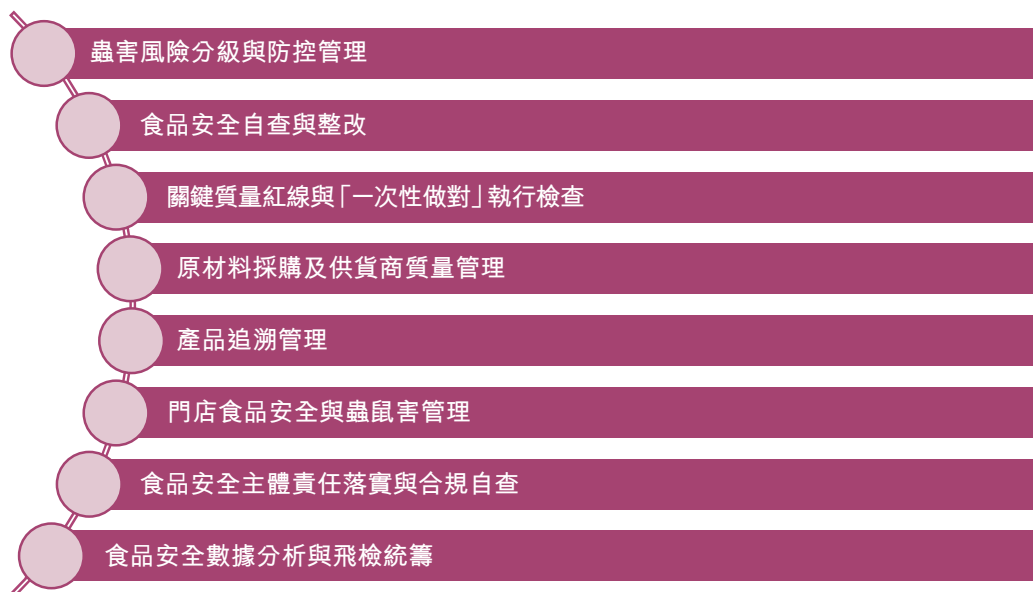 蟲害風險分級與防控管理
食品安全自查與整改
關鍵質量紅線與「一次性做對」執行檢查
原材料採購及供貨商質量管理
產品追溯管理
門店食品安全與蟲鼠害管理
食品安全主體責任落實與合規自查
食品安全數據分析與飛檢統籌